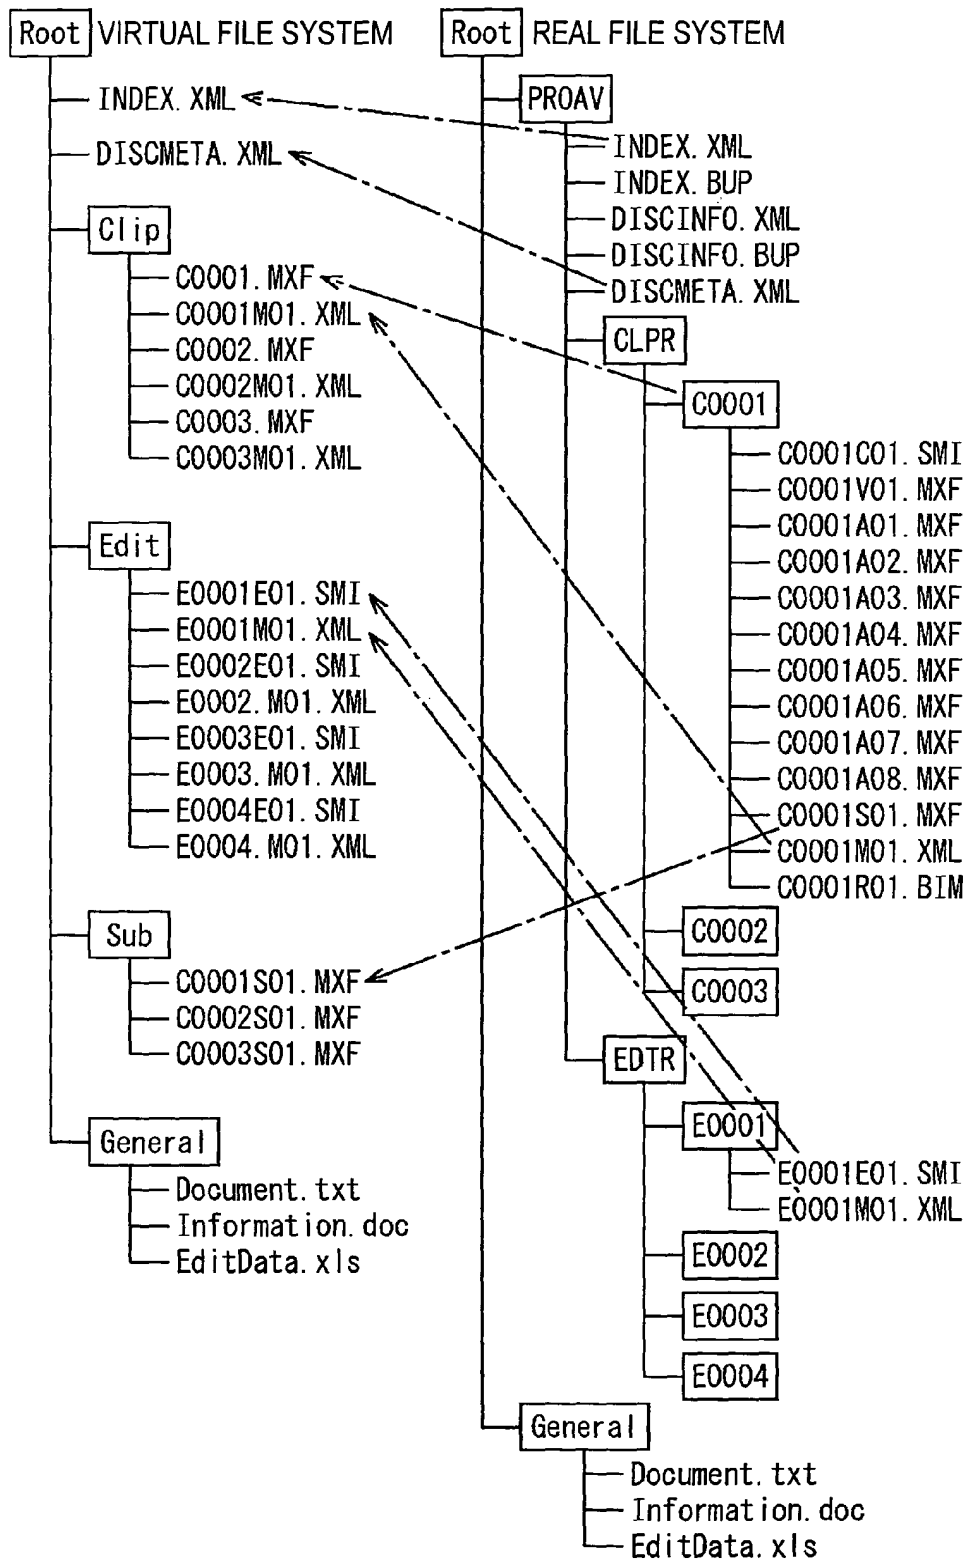 Root VIRTUAL FILE SYSTEM
INDEX.XML
DISCMETA.XML
Clip
C0001.MXF
C0001M01.XML
C0002.MXF
C0002M01.XML
C0003.MXF
C0003M01.XML
Edit
E0001E01.SMI
E0001M01.XML
E0002E01.SMI
E0002.M01.XML
E0003E01.SMI
E0003.M01.XML
E0004E01.SMI
E0004.M01.XML
Sub
C0001S01.MXF
C0002S01.MXF
C0003S01.MXF
General
Document.txt
Information.doc
EditData.xls
Root REAL FILE SYSTEM
PROAV
INDEX.XML
INDEX.BUP
DISCINFO.XML
DISCINFO.BUP
DISCMETA.XML
CLPR
C0001
C0001C01.SMI
C0001V01.MXF
C0001A01.MXF
C0001A02.MXF
C0001A03.MXF
C0001A04.MXF
C0001A05.MXF
C0001A06.MXF
C0001A07.MXF
C0001A08.MXF
C0001S01.MXF
C0001M01.XML
C0001R01.BIM
C0002
C0003
EDTR
E0001
E0001E01.SMI
E0001M01.XML
E0002
E0003
E0004
General
Document.txt
Information.doc
EditData.xls